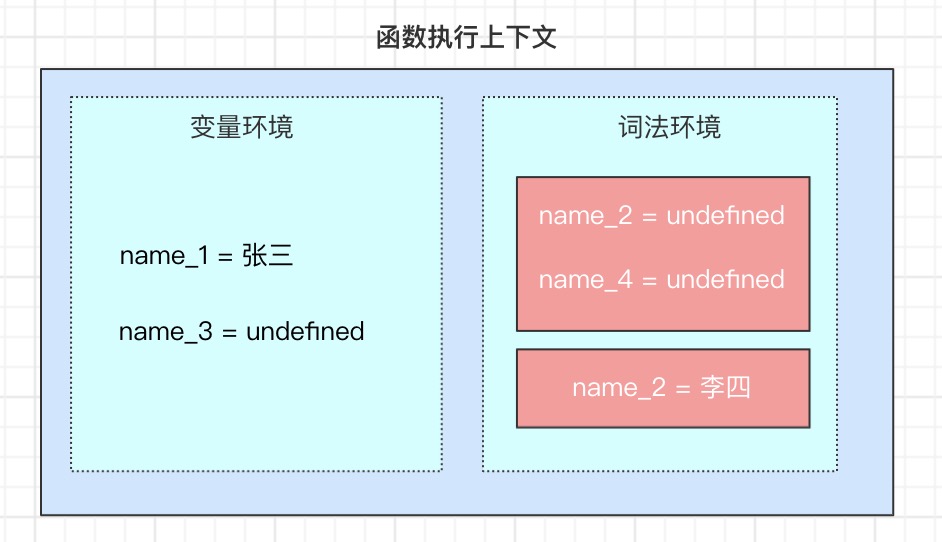 函数执行上下文
变量环境
name_1 = 张三
name_3 = undefined
词法环境
name_2 = undefined
name_4 = undefined
name_2 = 李四